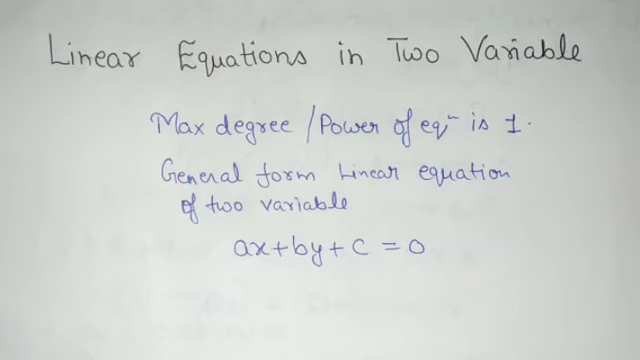 Linear Equations in Two Variable
Max degree / Power of eqn is 1.
General form Linear equation
of two variable
ax+by+c = 0